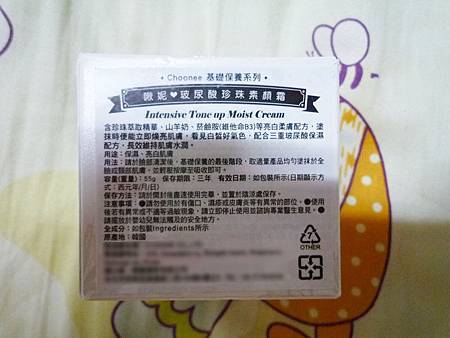 • Choonee 基礎保養系列 •
啾妮♥玻尿酸珍珠素顏霜
Intensive Tone up Moist Cream
含珍珠萃取精華、山羊奶、菸鹼胺(維他命B3)等亮白柔膚配方，塗
抹時便能立即煥亮肌膚，看見白皙好氣色，配合三重玻尿酸保濕
配方，長效維持肌膚水潤。
用途：保濕、亮白肌膚
用法：請於臉部清潔後，基礎保養的最後階段，取適量產品均勻塗抹於全
臉或頸部肌膚，並輕壓按摩至吸收即可。
容量(重量)：55g 保存期限：三年 有效日期：如包裝所示(日期顯示方
式：西元年/月/日)
保存方法：請於開封後盡速使用完畢，並置於陰涼處保存。
注意事項：●請勿使用於有傷口、濕疹或皮膚炎等有異常的部位。●使用
後若有異常或不適等過敏現象，請立即停止使用並諮詢專業醫生意見。●
請擺放於嬰幼兒無法觸及的安全地方。
全成分：如包裝Ingredients所示
原產地：韓國
7
OTHER